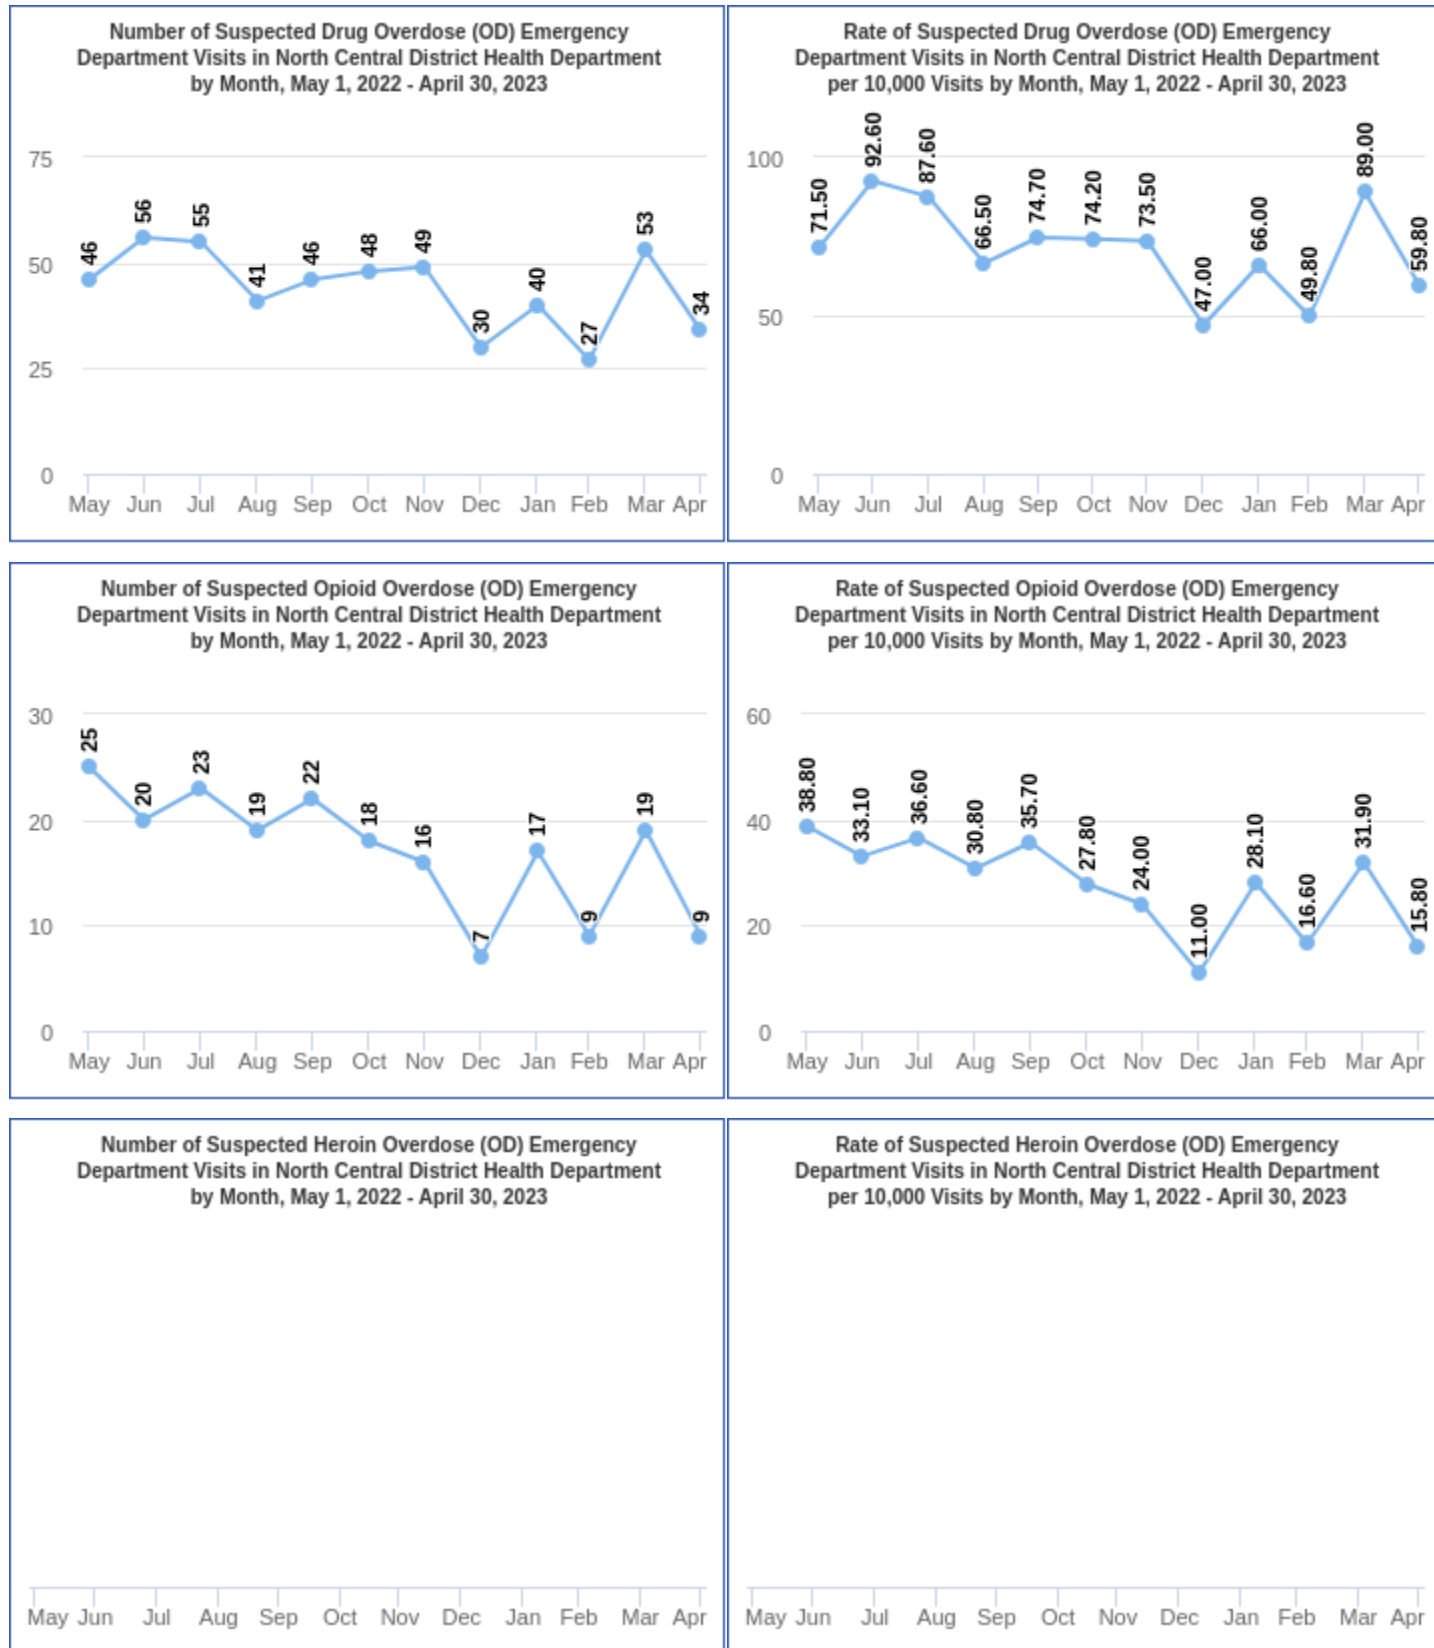 Number of Suspected Drug Overdose (OD) Emergency
Department Visits in North Central District Health Department
by Month, May 1, 2022 - April 30, 2023
75
50
25
0
46
56
55
41
46
48
49
30
40
27
53
34
May Jun Jul Aug Sep Oct Nov Dec Jan Feb Mar Apr
Rate of Suspected Drug Overdose (OD) Emergency
Department Visits in North Central District Health Department
per 10,000 Visits by Month, May 1, 2022 - April 30, 2023
100
50
0
71.50
92.60
87.60
66.50
74.70
74.20
73.50
47.00
66.00
49.80
89.00
59.80
May Jun Jul Aug Sep Oct Nov Dec Jan Feb Mar Apr
Number of Suspected Opioid Overdose (OD) Emergency
Department Visits in North Central District Health Department
by Month, May 1, 2022 - April 30, 2023
30
20
10
0
25
20
23
19
22
18
16
7
17
9
19
9
May Jun Jul Aug Sep Oct Nov Dec Jan Feb Mar Apr
Rate of Suspected Opioid Overdose (OD) Emergency
Department Visits in North Central District Health Department
per 10,000 Visits by Month, May 1, 2022 - April 30, 2023
60
40
20
0
38.80
33.10
36.60
30.80
35.70
27.80
24.00
11.00
28.10
16.60
31.90
15.80
May Jun Jul Aug Sep Oct Nov Dec Jan Feb Mar Apr
Number of Suspected Heroin Overdose (OD) Emergency
Department Visits in North Central District Health Department
by Month, May 1, 2022 - April 30, 2023
May Jun Jul Aug Sep Oct Nov Dec Jan Feb Mar Apr
Rate of Suspected Heroin Overdose (OD) Emergency
Department Visits in North Central District Health Department
per 10,000 Visits by Month, May 1, 2022 - April 30, 2023
May Jun Jul Aug Sep Oct Nov Dec Jan Feb Mar Apr